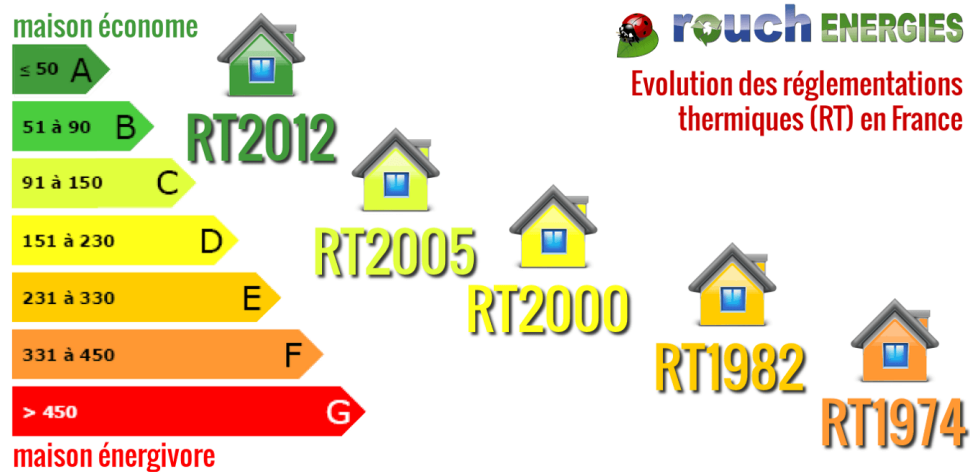 maison économe
≤ 50 A
51 à 90 B
91 à 150 C
151 à 230 D
231 à 330 E
331 à 450 F
> 450 G
maison énergivore
RT2012
RT2005
RT2000
RT1982
RT1974
rouch ENERGIES
Evolution des réglementations
thermiques (RT) en France